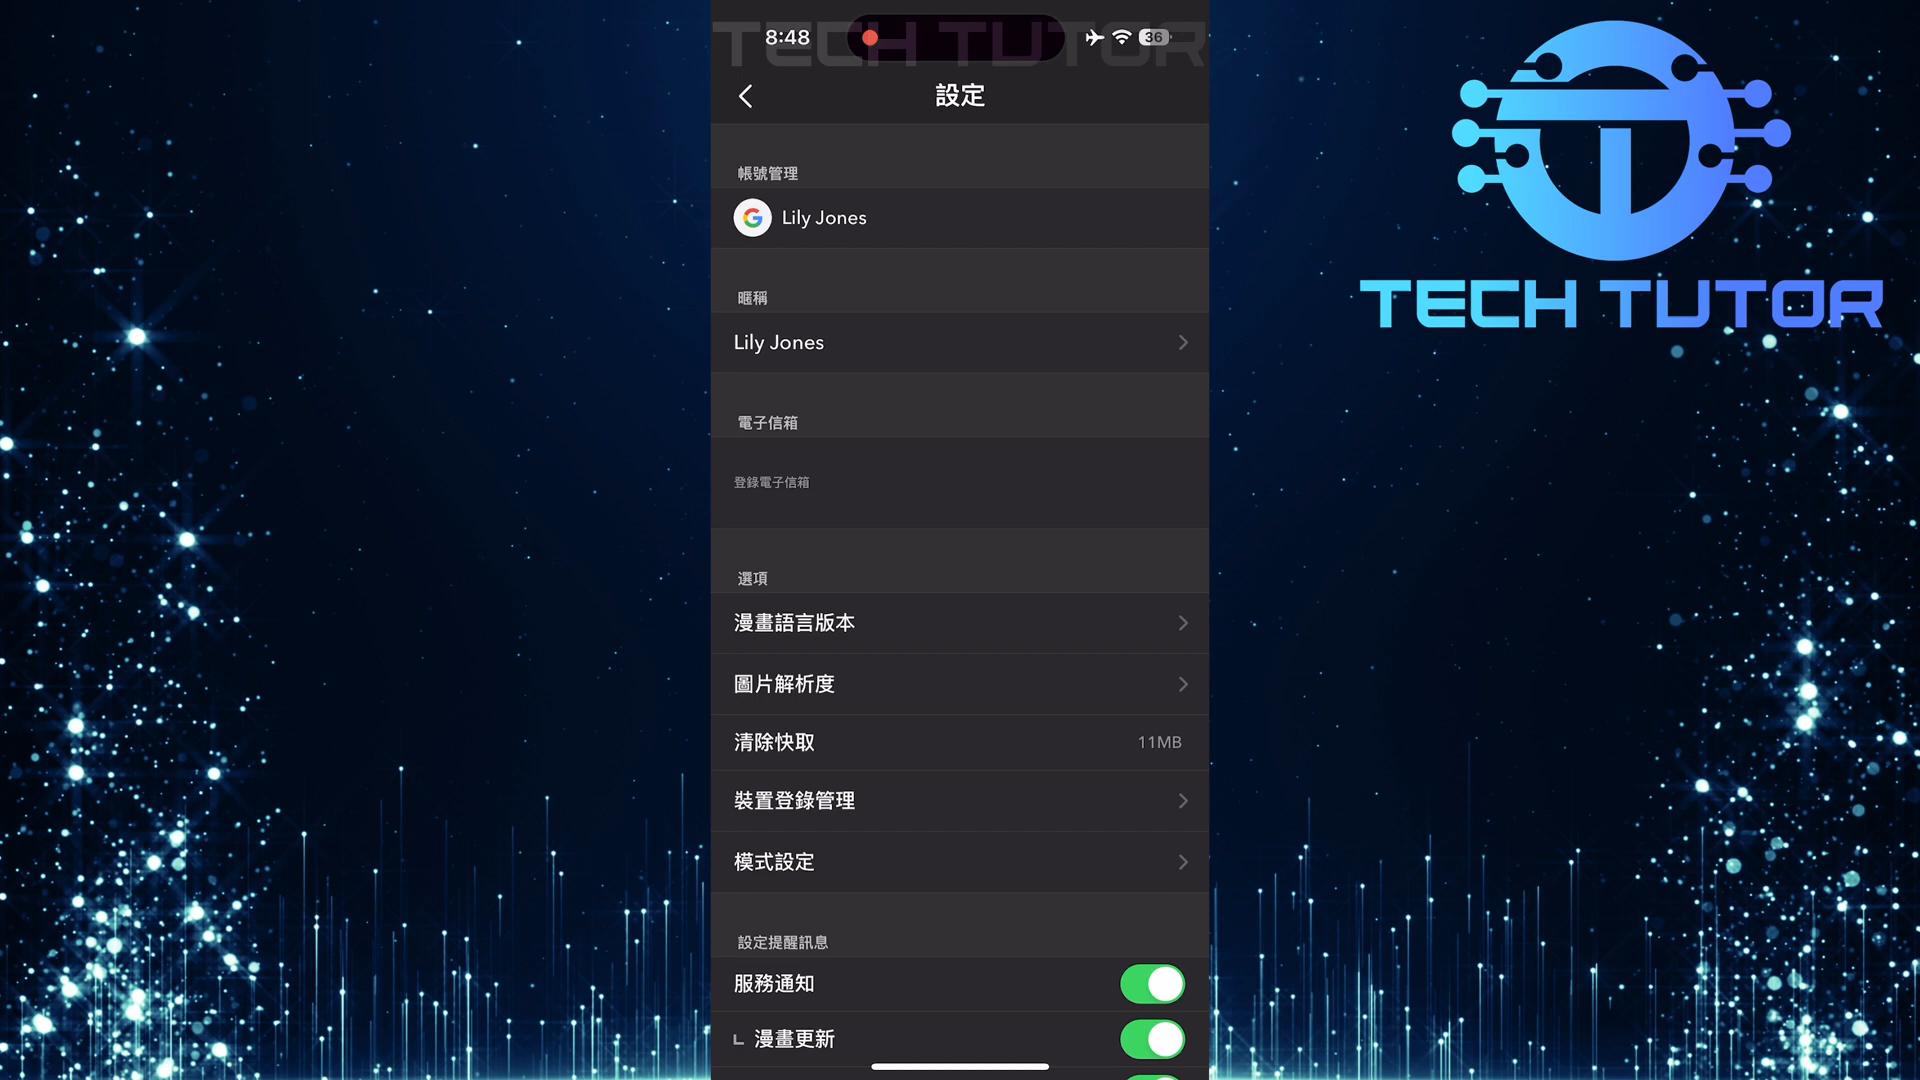 TECH TUTOR
8:48
36
設定
帳號管理
Lily Jones
暱稱
Lily Jones
電子信箱
登錄電子信箱
選項
漫畫語言版本
圖片解析度
清除快取 11MB
裝置登錄管理
模式設定
設定提醒訊息
服務通知
漫畫更新
TECH TUTOR